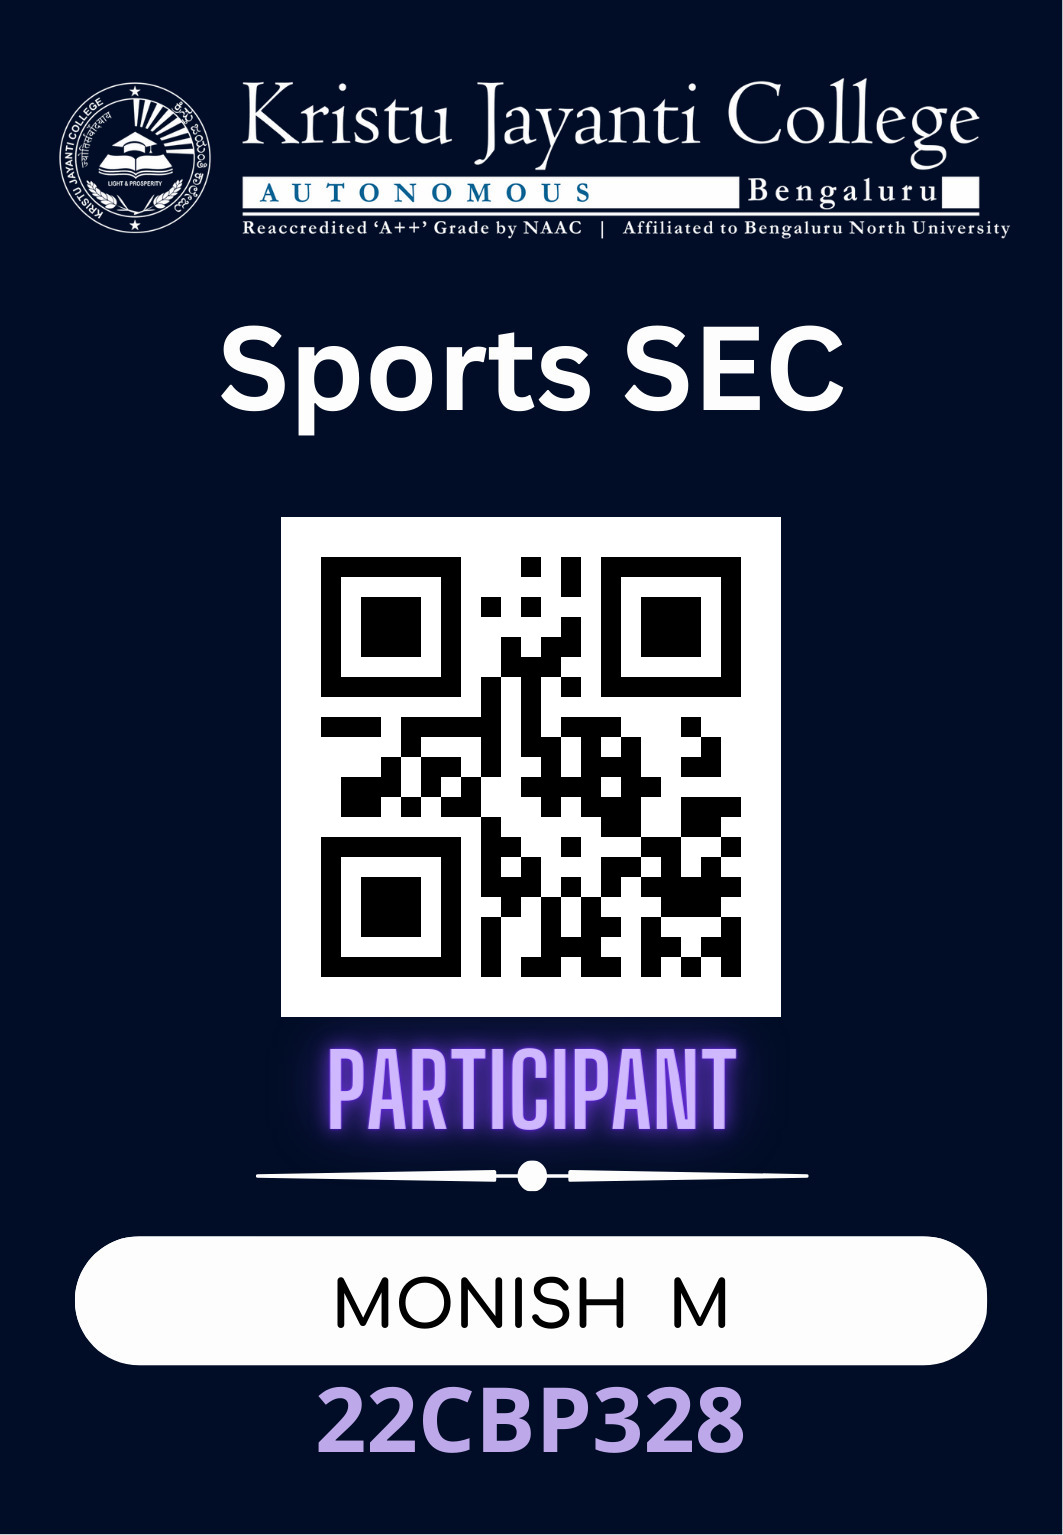 KRISTU JAYANTI COLLEGE
LIGHT & PROSPERITY
Kristu Jayanti College
AUTONOMOUS Bengaluru
Reaccredited ‘A++’ Grade by NAAC | Affiliated to Bengaluru North University
Sports SEC
PARTICIPANT
MONISH M
22CBP328